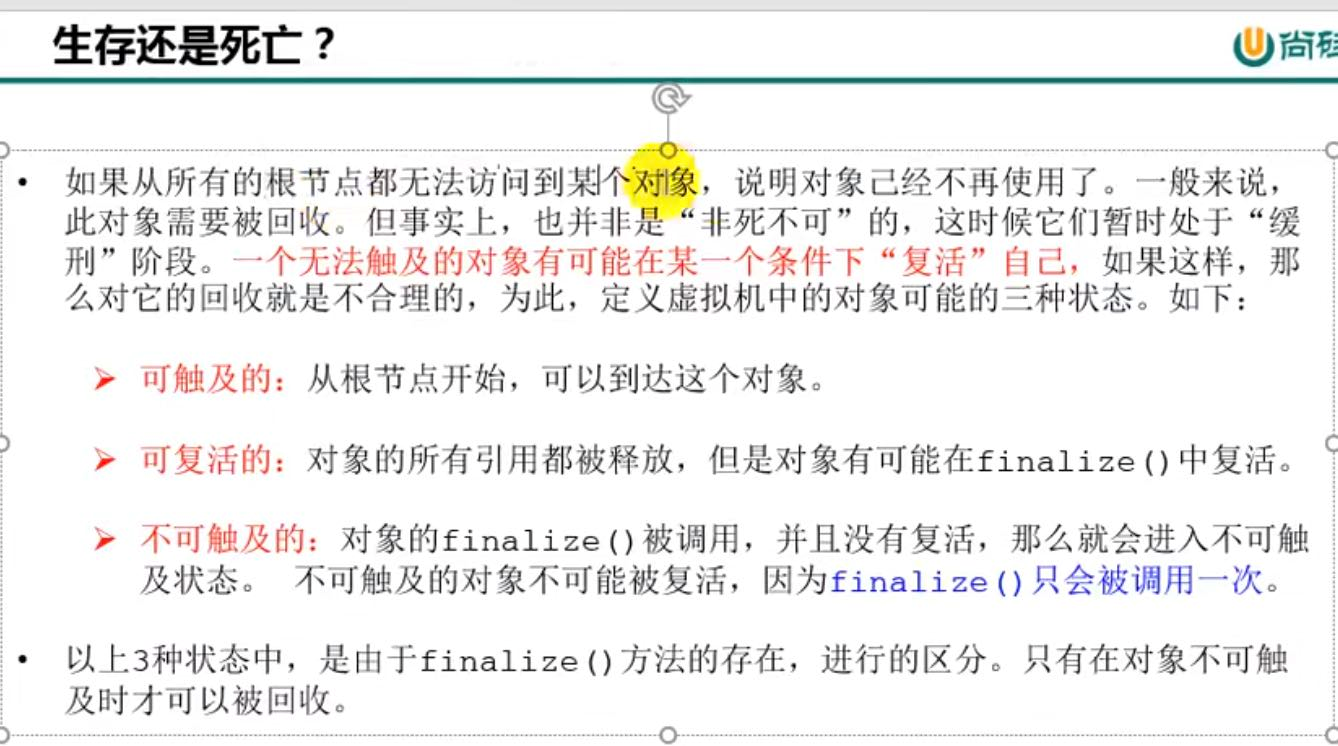 生存还是死亡？
尚硅
• 如果从所有的根节点都无法访问到某个对象，说明对象己经不再使用了。一般来说，
此对象需要被回收。但事实上，也并非是“非死不可”的，这时候它们暂时处于“缓
刑”阶段。一个无法触及的对象有可能在某一个条件下“复活”自己，如果这样，那
么对它的回收就是不合理的，为此，定义虚拟机中的对象可能的三种状态。如下：
➢ 可触及的：从根节点开始，可以到达这个对象。
➢ 可复活的：对象的所有引用都被释放，但是对象有可能在finalize()中复活。
➢ 不可触及的：对象的finalize()被调用，并且没有复活，那么就会进入不可触
及状态。 不可触及的对象不可能被复活，因为finalize()只会被调用一次。
• 以上3种状态中，是由于finalize()方法的存在，进行的区分。只有在对象不可触
及时才可以被回收。